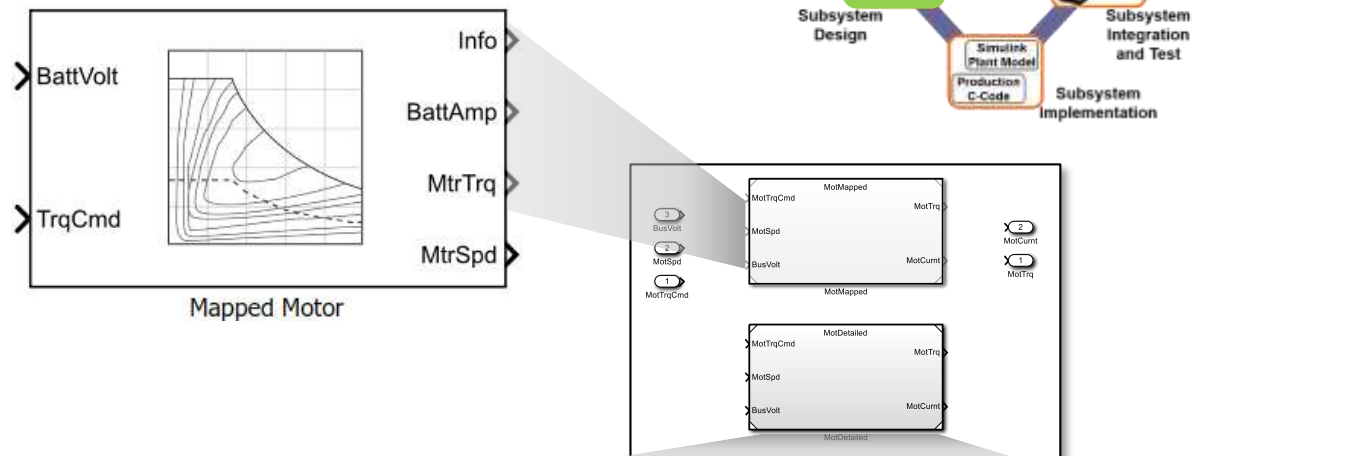 Info
BattVolt
BattAmp
MtrTrq
TrqCmd
MtrSpd
Mapped Motor
Subsystem
Design
Simulink
Plant Model
Production
C-Code
Subsystem
Integration
and Test
Subsystem
Implementation
3
BusVolt
2
MotSpd
1
MotTrqCmd
MotMapped
MotTrqCmd
MotSpd
BusVolt
MotTrq
MotCurnt
MotMapped
2
MotCurnt
1
MotTrq
MotDetailed
MotTrqCmd
MotSpd
BusVolt
MotTrq
MotCurnt
MotDetailed